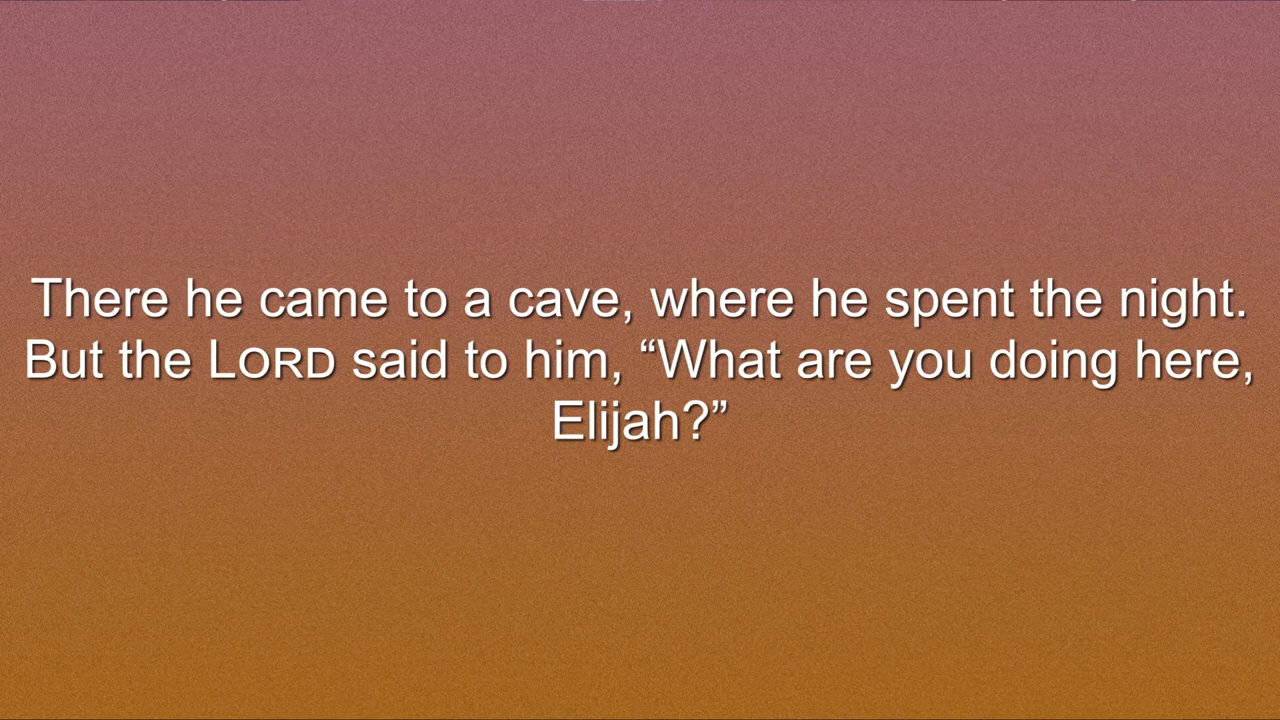 There he came to a cave, where he spent the night.
But the LORD said to him, “What are you doing here,
Elijah?”